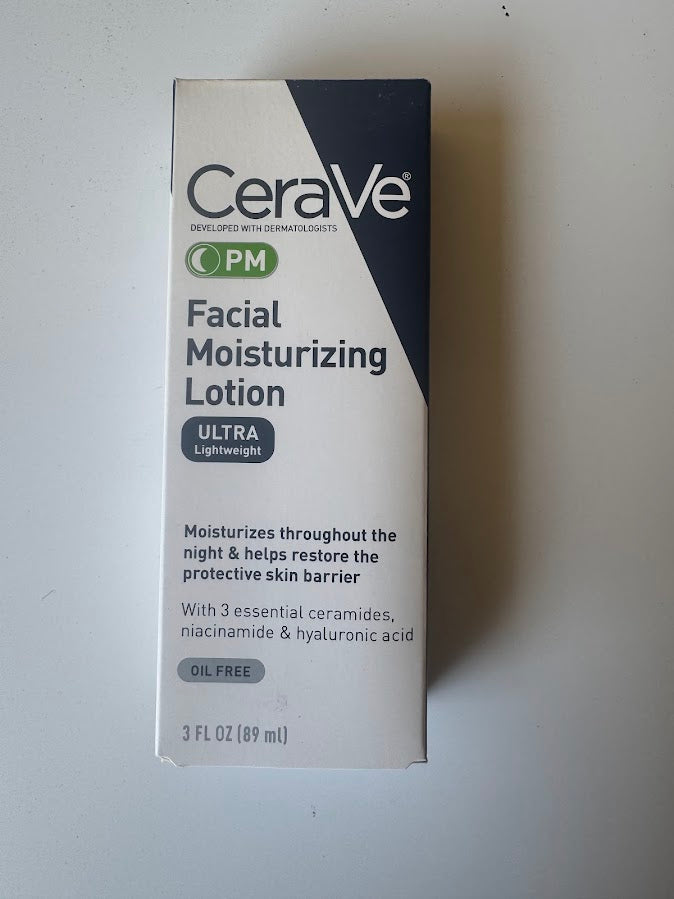 CeraVe®
DEVELOPED WITH DERMATOLOGISTS
PM
Facial
Moisturizing
Lotion
ULTRA
Lightweight
Moisturizes throughout the
night & helps restore the
protective skin barrier
With 3 essential ceramides,
niacinamide & hyaluronic acid
OIL FREE
3 FL OZ (89 ml)